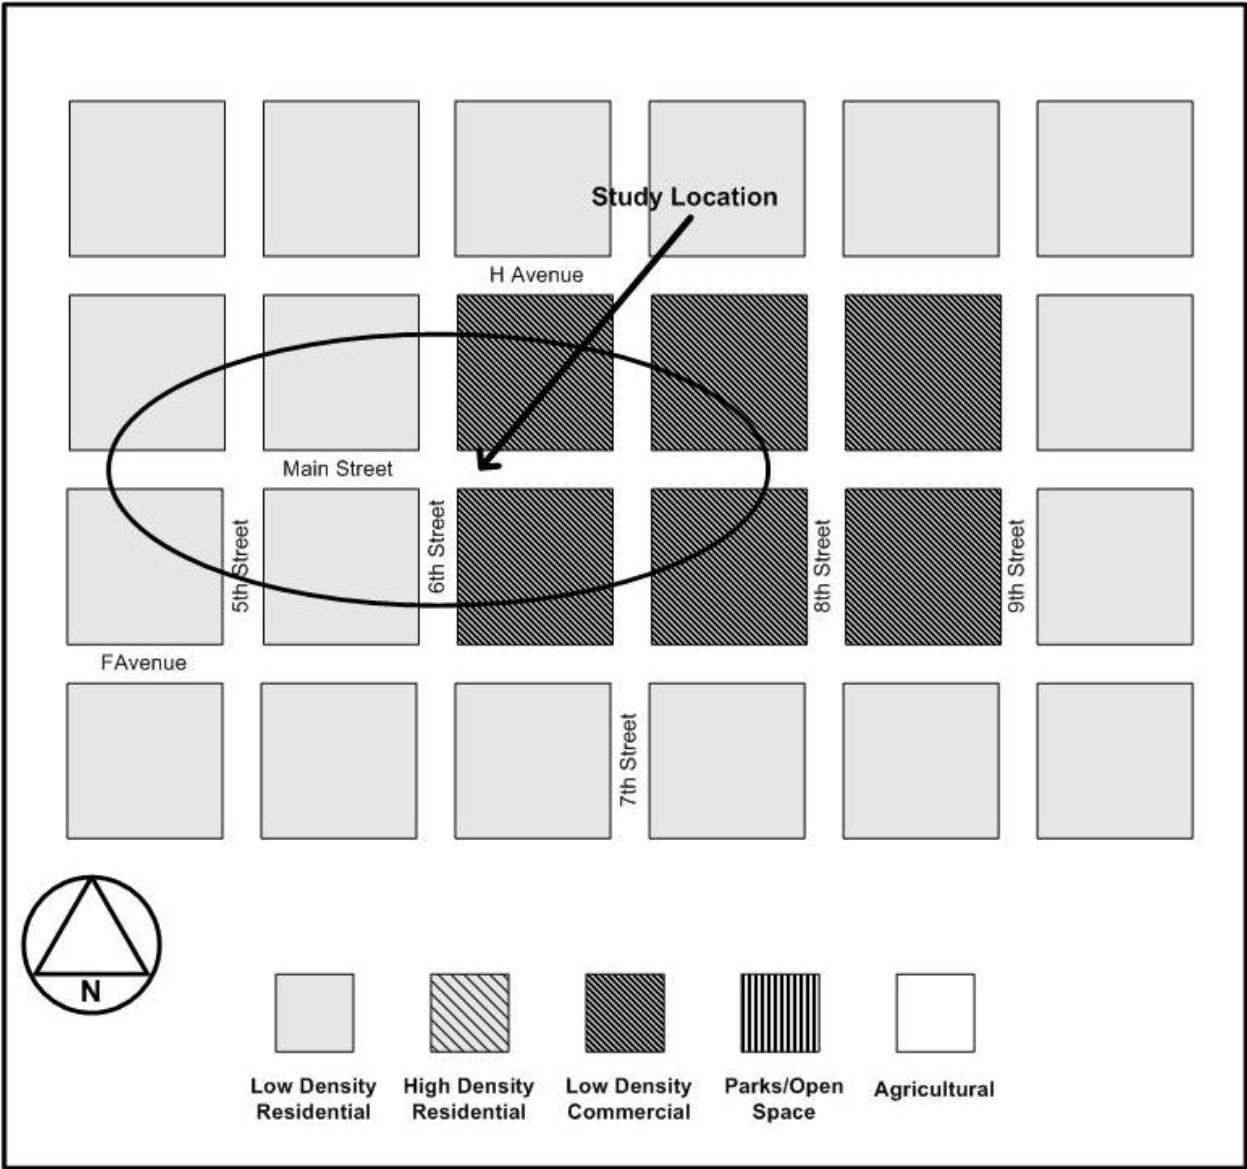 Study Location
H Avenue
Main Street
5th Street
6th Street
8th Street
9th Street
FAvenue
7th Street
N
Low Density
Residential
High Density
Residential
Low Density
Commercial
Parks/Open
Space
Agricultural